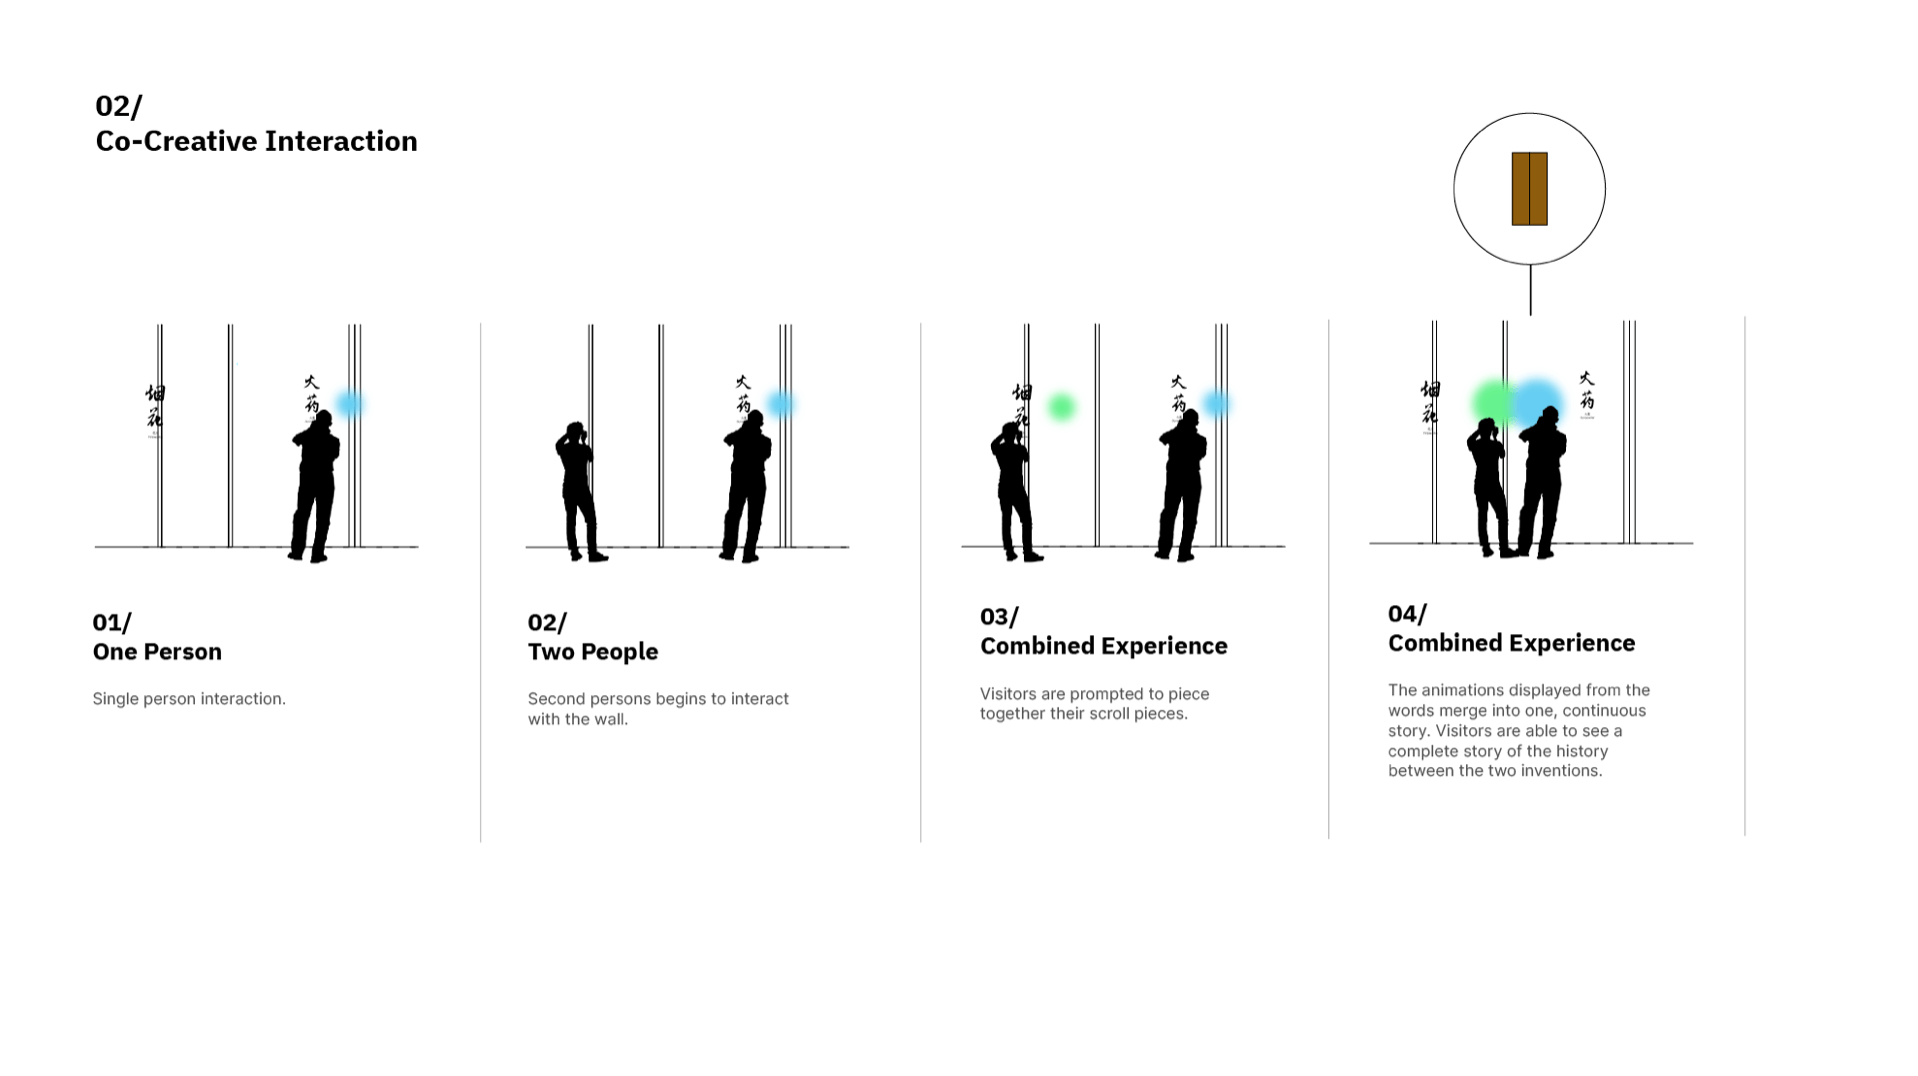 02/
Co-Creative Interaction
烟
花
火
药
01/
One Person
Single person interaction.
火
药
02/
Two People
Second persons begins to interact
with the wall.
烟
花
火
药
03/
Combined Experience
Visitors are prompted to piece
together their scroll pieces.
烟
花
火
药
04/
Combined Experience
The animations displayed from the
words merge into one, continuous
story. Visitors are able to see a
complete story of the history
between the two inventions.